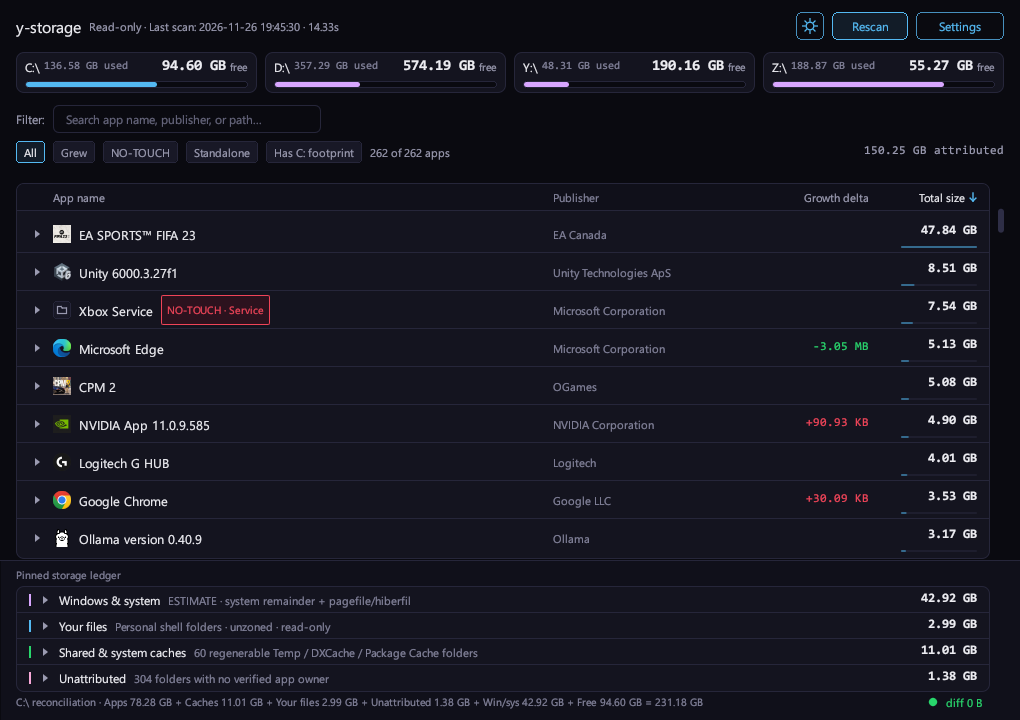 y-storage Read-only · Last scan: 2026-11-26 19:45:30 · 14.33s Rescan Settings
C:\ 136.58 GB used 94.60 GB free D:\ 357.29 GB used 574.19 GB free Y:\ 48.31 GB used 190.16 GB free Z:\ 188.87 GB used 55.27 GB free
Filter: Search app name, publisher, or path...
All Grew NO-TOUCH Standalone Has C: footprint 262 of 262 apps 150.25 GB attributed
App name Publisher Growth delta Total size ↓
EA SPORTS™ FIFA 23 EA Canada 47.84 GB
Unity 6000.3.27f1 Unity Technologies ApS 8.51 GB
Xbox Service NO-TOUCH · Service Microsoft Corporation 7.54 GB
Microsoft Edge Microsoft Corporation -3.05 MB 5.13 GB
CPM 2 OGames 5.08 GB
NVIDIA App 11.0.9.585 NVIDIA Corporation +90.93 KB 4.90 GB
Logitech G HUB Logitech 4.01 GB
Google Chrome Google LLC +30.09 KB 3.53 GB
Ollama version 0.40.9 Ollama 3.17 GB
Pinned storage ledger
Windows & system ESTIMATE · system remainder + pagefile/hiberfil 42.92 GB
Your files Personal shell folders · unzoned · read-only 2.99 GB
Shared & system caches 60 regenerable Temp / DXCache / Package Cache folders 11.01 GB
Unattributed 304 folders with no verified app owner 1.38 GB
C:\ reconciliation · Apps 78.28 GB + Caches 11.01 GB + Your files 2.99 GB + Unattributed 1.38 GB + Win/sys 42.92 GB + Free 94.60 GB = 231.18 GB diff 0 B